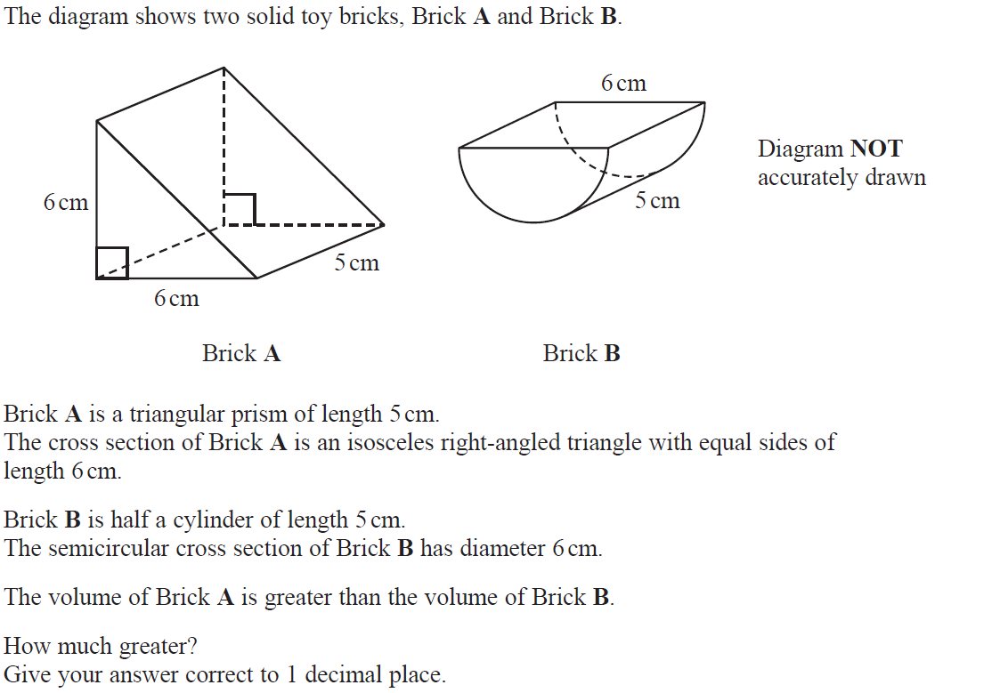 The diagram shows two solid toy bricks, Brick A and Brick B.
6 cm
6 cm
5 cm
6 cm
5 cm
Diagram NOT
accurately drawn
Brick A
Brick B
Brick A is a triangular prism of length 5 cm.
The cross section of Brick A is an isosceles right-angled triangle with equal sides of
length 6 cm.
Brick B is half a cylinder of length 5 cm.
The semicircular cross section of Brick B has diameter 6 cm.
The volume of Brick A is greater than the volume of Brick B.
How much greater?
Give your answer correct to 1 decimal place.